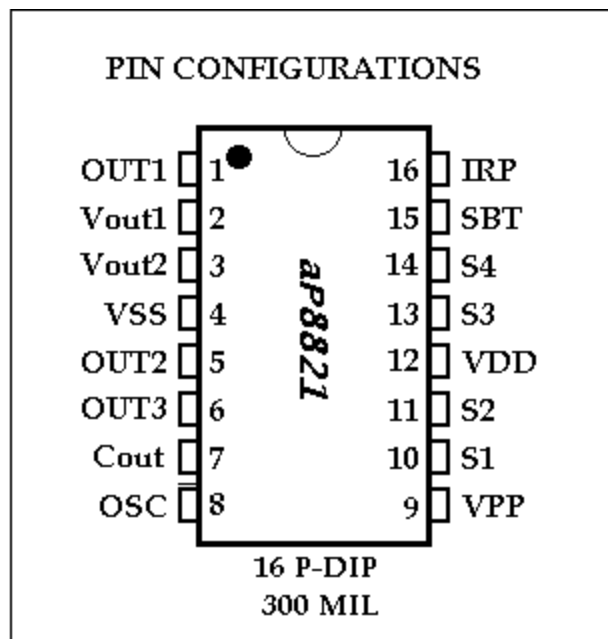 PIN CONFIGURATIONS
OUT1 1 16 IRP
Vout1 2 15 SBT
Vout2 3 14 S4
VSS 4 13 S3
OUT2 5 12 VDD
OUT3 6 11 S2
Cout 7 10 S1
OSC 8 9 VPP
aP8821
16 P-DIP
300 MIL